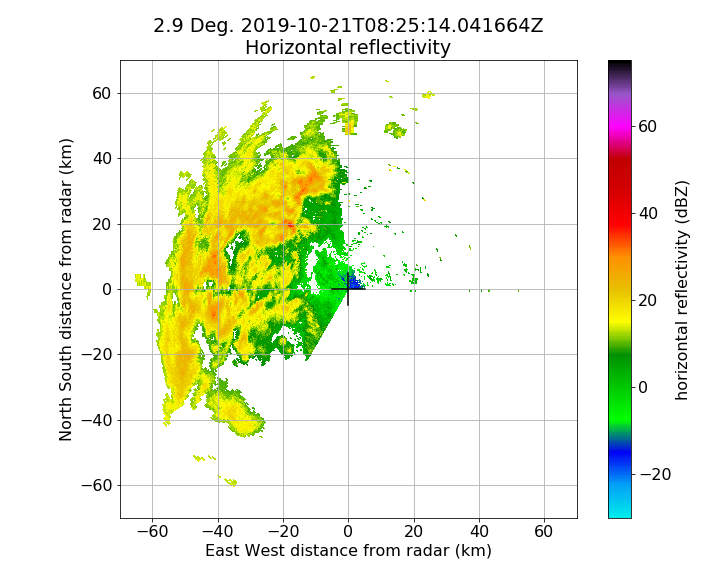 2.9 Deg. 2019-10-21T08:25:14.041664Z
Horizontal reflectivity
60
40
20
0
−20
−40
−60
North South distance from radar (km)
−60 −40 −20 0 20 40 60
East West distance from radar (km)
60
40
20
0
−20
horizontal reflectivity (dBZ)